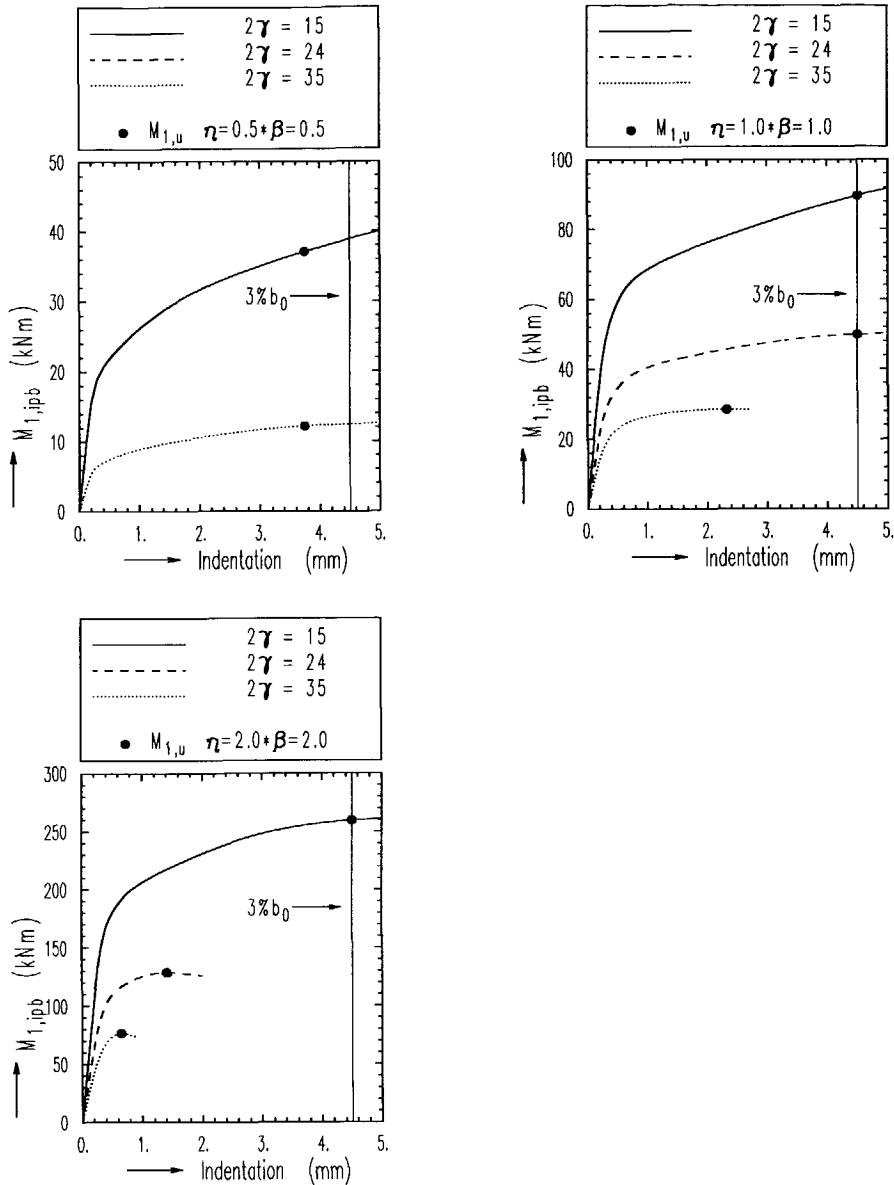 2γ = 15
2γ = 24
2γ = 35
M1,u η=0.5*β=0.5
50
40
30
20
10
0
M1,ipb (kNm)
3%b0
0. 1. 2. 3. 4. 5.
Indentation (mm)
2γ = 15
2γ = 24
2γ = 35
M1,u η=1.0*β=1.0
100
80
60
40
20
0
M1,ipb (kNm)
3%b0
0. 1. 2. 3. 4. 5.
Indentation (mm)
2γ = 15
2γ = 24
2γ = 35
M1,u η=2.0*β=2.0
300
250
200
150
100
50
0
M1,ipb (kNm)
3%b0
0. 1. 2. 3. 4. 5.
Indentation (mm)